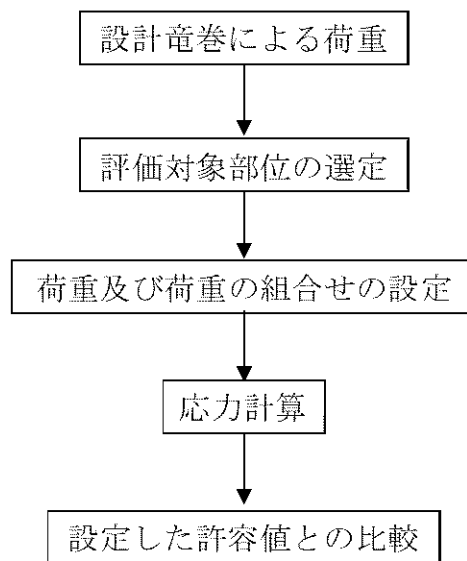 設計竜巻による荷重
評価対象部位の選定
荷重及び荷重の組合せの設定
応力計算
設定した許容値との比較